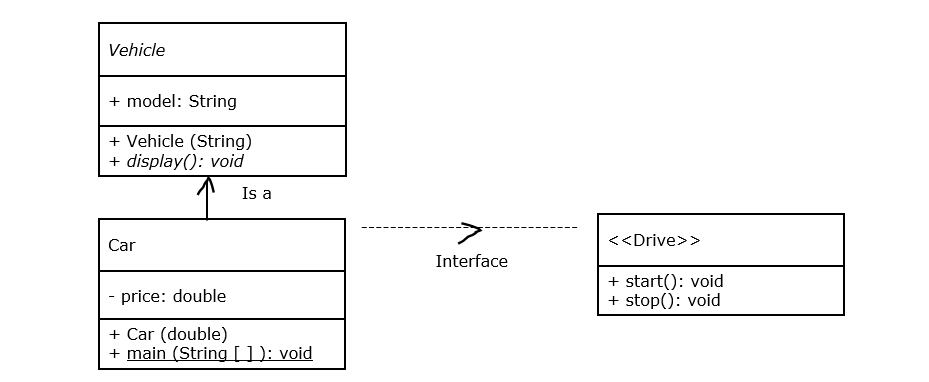 Vehicle
+ model: String
+ Vehicle (String)
+ display(): void
Is a
Car
- price: double
+ Car (double)
+ main (String [ ] ): void
Interface
<<Drive>>
+ start(): void
+ stop(): void